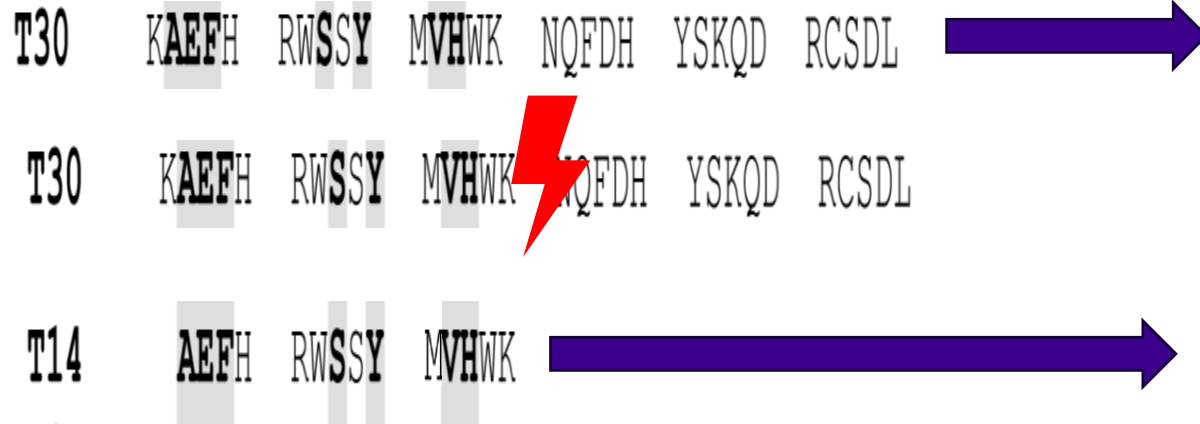 T30 KAEFH RWSSY MVHWK NQFDH YSKQD RCSDL
T30 KAEFH RWSSY MVHWK NQFDH YSKQD RCSDL
T14 AEFH RWSSY MVHWK